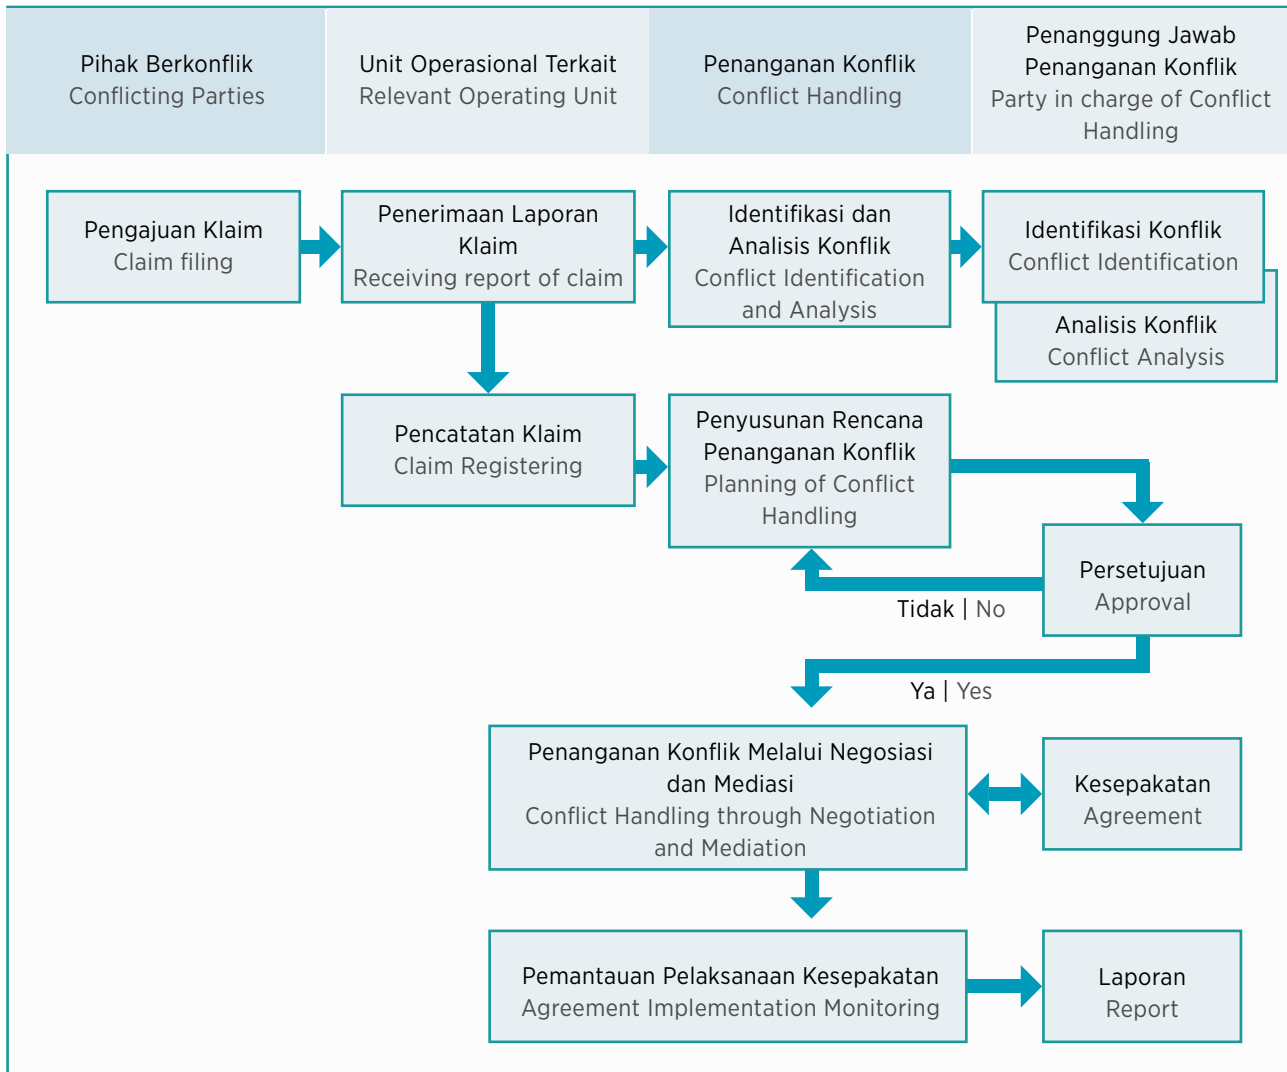 Pihak Berkonflik
Conflicting Parties
Unit Operasional Terkait
Relevant Operating Unit
Penanganan Konflik
Conflict Handling
Penanggung Jawab
Penanganan Konflik
Party in charge of Conflict
Handling
Pengajuan Klaim
Claim filing
Penerimaan Laporan
Klaim
Receiving report of claim
Identifikasi dan
Analisis Konflik
Conflict Identification
and Analysis
Identifikasi Konflik
Conflict Identification
Analisis Konflik
Conflict Analysis
Pencatatan Klaim
Claim Registering
Penyusunan Rencana
Penanganan Konflik
Planning of Conflict
Handling
Persetujuan
Approval
Tidak | No
Ya | Yes
Penanganan Konflik Melalui Negosiasi
dan Mediasi
Conflict Handling through Negotiation
and Mediation
Kesepakatan
Agreement
Pemantauan Pelaksanaan Kesepakatan
Agreement Implementation Monitoring
Laporan
Report